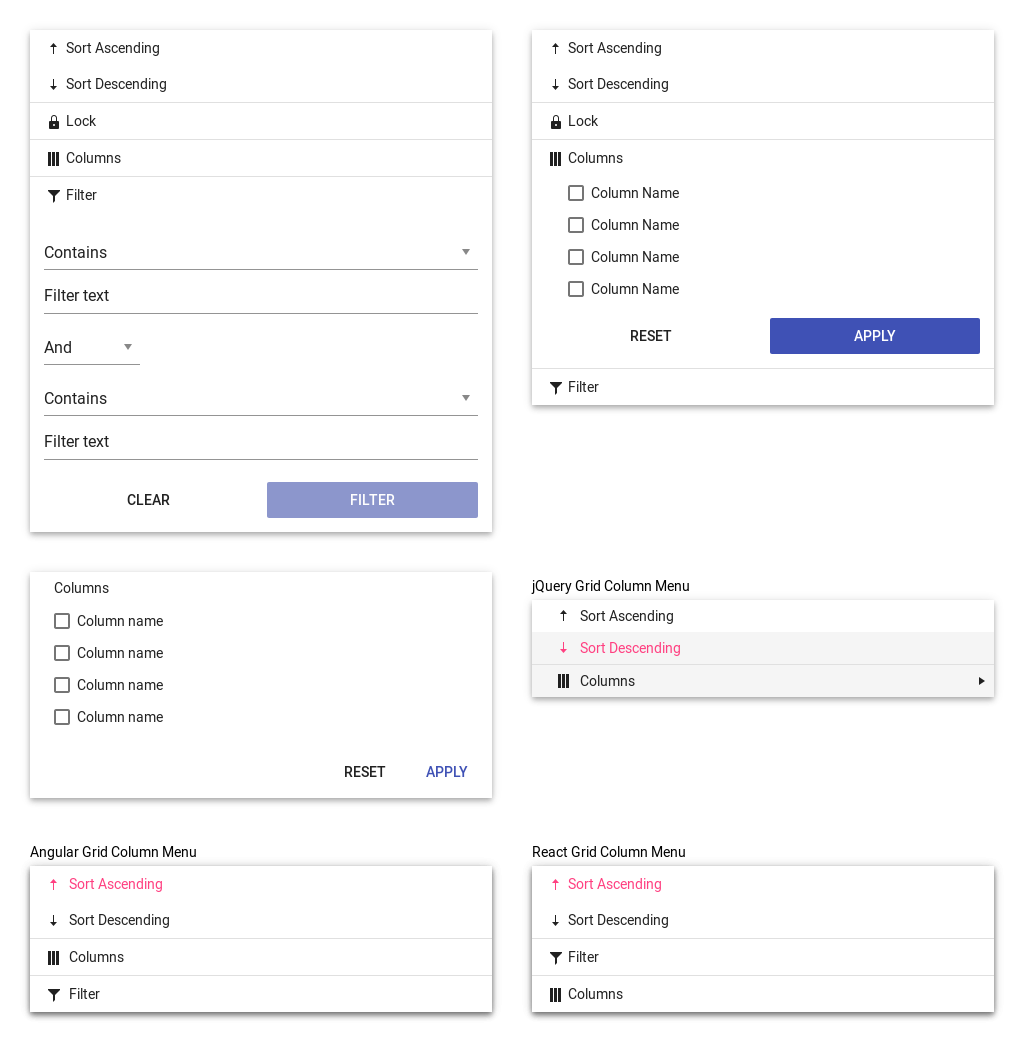 Sort Ascending
Sort Descending
Lock
Columns
Filter
Contains
Filter text
And
Contains
Filter text
CLEAR
FILTER
Sort Ascending
Sort Descending
Lock
Columns
Column Name
Column Name
Column Name
Column Name
RESET
APPLY
Filter
Columns
Column name
Column name
Column name
Column name
RESET
APPLY
jQuery Grid Column Menu
Sort Ascending
Sort Descending
Columns
Angular Grid Column Menu
Sort Ascending
Sort Descending
Columns
Filter
React Grid Column Menu
Sort Ascending
Sort Descending
Filter
Columns